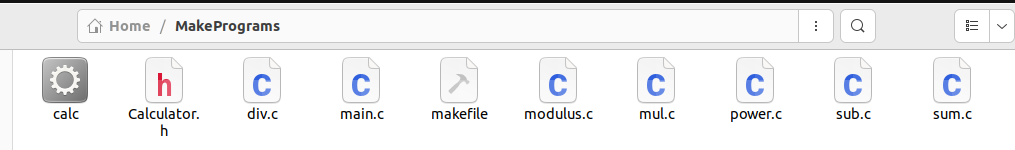 Home / MakePrograms
calc
Calculator.
h
div.c
main.c
makefile
modulus.c
mul.c
power.c
sub.c
sum.c